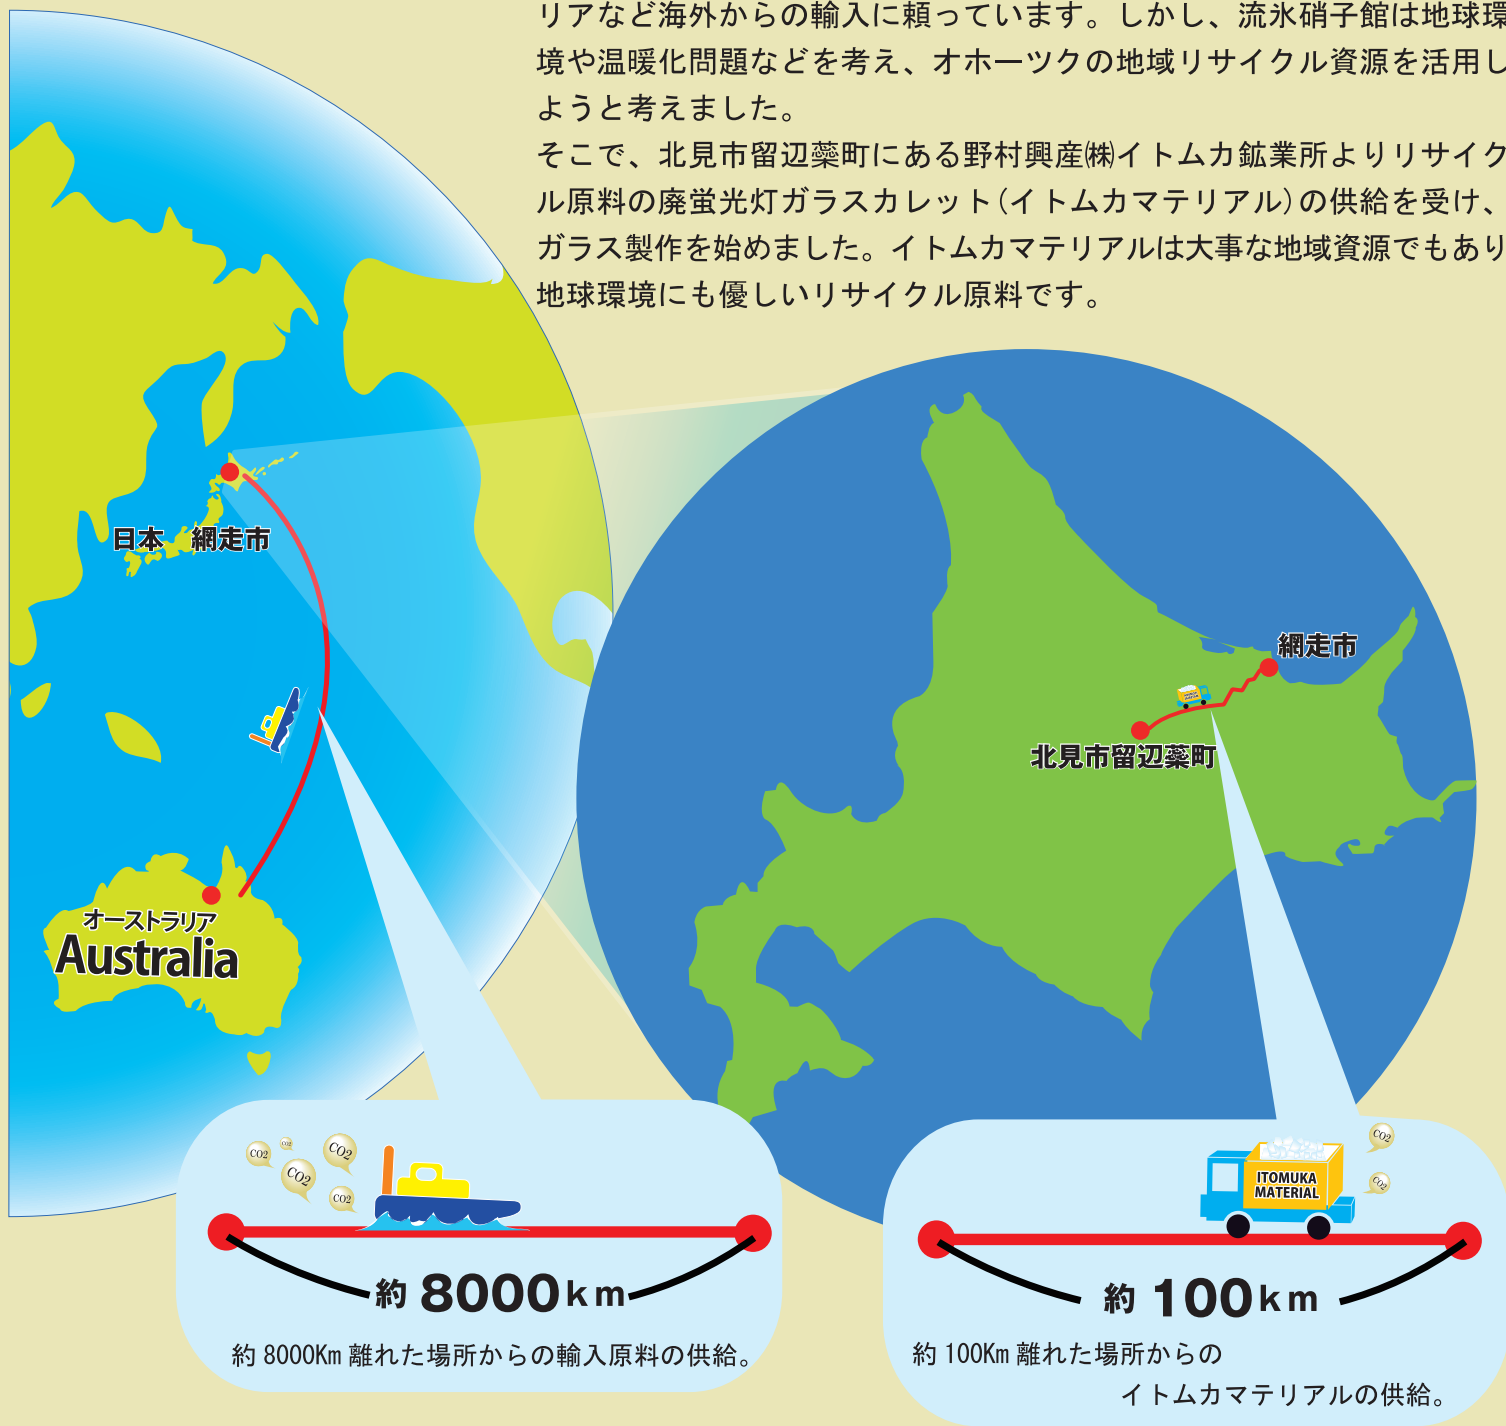 リアなど海外からの輸入に頼っています。しかし、流氷硝子館は地球環
境や温暖化問題などを考え、オホーツクの地域リサイクル資源を活用し
ようと考えました。
そこで、北見市留辺蘂町にある野村興産㈱イトムカ鉱業所よりリサイク
ル原料の廃蛍光灯ガラスカレット(イトムカマテリアル)の供給を受け、
ガラス製作を始めました。イトムカマテリアルは大事な地域資源でもあり
地球環境にも優しいリサイクル原料です。
日本 網走市
網走市
北見市留辺蘂町
オーストラリア
Australia
CO2
CO2
CO2
CO2
CO2
約 8000km
約 8000Km 離れた場所からの輸入原料の供給。
CO2
CO2
ITOMUKA
MATERIAL
約 100km
約 100Km 離れた場所からの
イトムカマテリアルの供給。